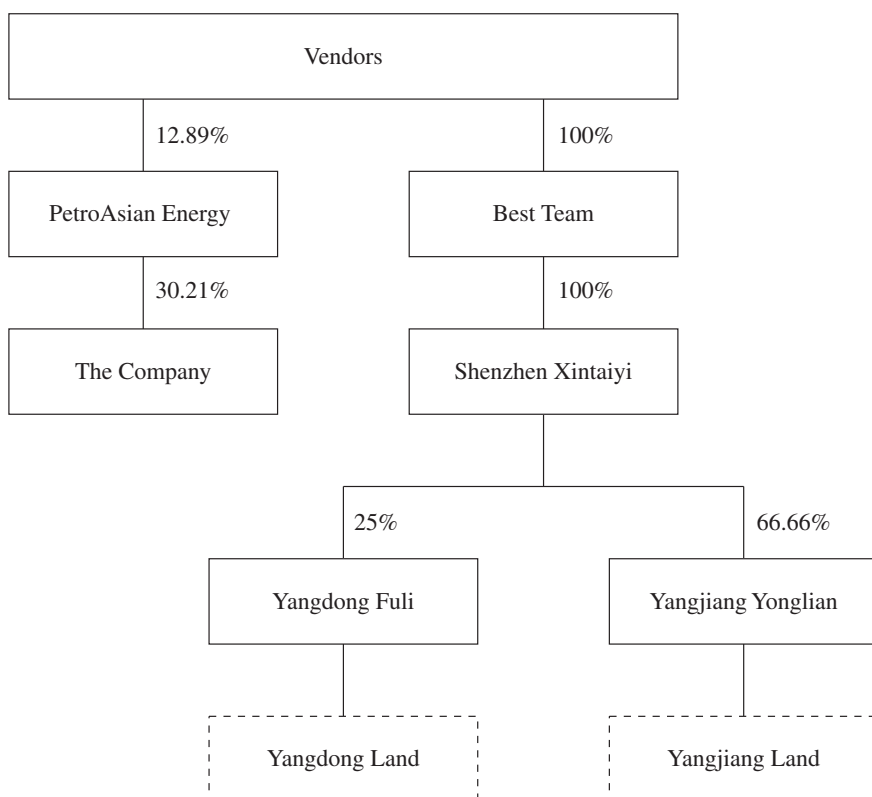 Vendors
12.89%
100%
PetroAsian Energy
Best Team
30.21%
100%
The Company
Shenzhen Xintaiyi
25%
66.66%
Yangdong Fuli
Yangjiang Yonglian
Yangdong Land
Yangjiang Land